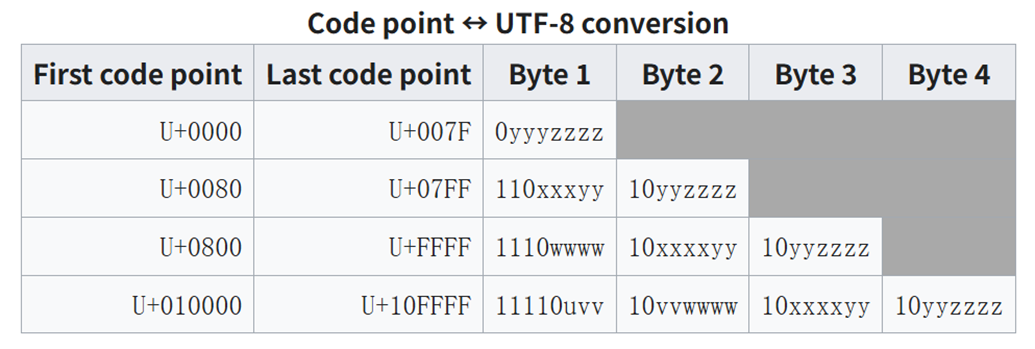 Code point ↔ UTF-8 conversion
First code point Last code point Byte 1 Byte 2 Byte 3 Byte 4
U+0000 U+007F 0yyyzzzz
U+0080 U+07FF 110xxxyy 10yyzzzz
U+0800 U+FFFF 1110wwww 10xxxxyy 10yyzzzz
U+010000 U+10FFFF 11110uvv 10vvwwww 10xxxxyy 10yyzzzz